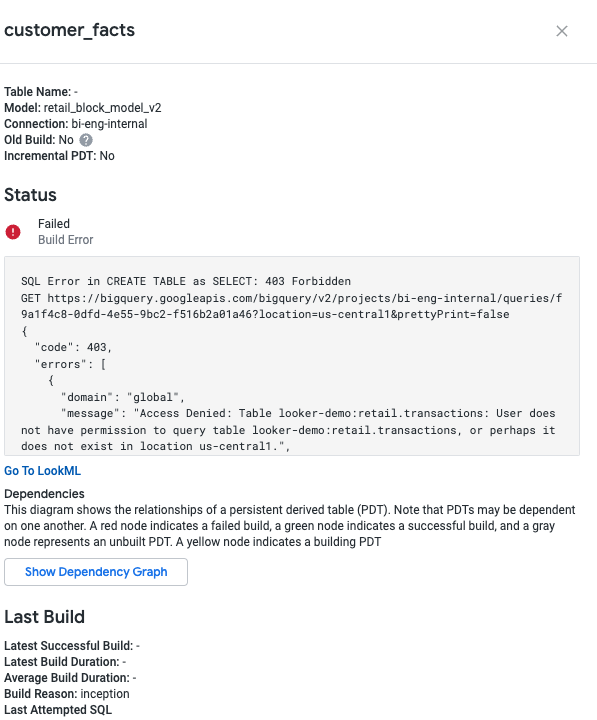 customer_facts
Table Name: -
Model: retail_block_model_v2
Connection: bi-eng-internal
Old Build: No ?
Incremental PDT: No
Status
Failed
Build Error
SQL Error in CREATE TABLE as SELECT: 403 Forbidden
GET https://bigquery.googleapis.com/bigquery/v2/projects/bi-eng-internal/queries/f
9a1f4c8-0dfd-4e55-9bc2-f516b2a01a46?location=us-central1&prettyPrint=false
{
"code": 403,
"errors": [
{
"domain": "global",
"message": "Access Denied: Table looker-demo:retail.transactions: User does
not have permission to query table looker-demo:retail.transactions, or perhaps it
does not exist in location us-central1.",
Go To LookML
Dependencies
This diagram shows the relationships of a persistent derived table (PDT). Note that PDTs may be dependent
on one another. A red node indicates a failed build, a green node indicates a successful build, and a gray
node represents an unbuilt PDT. A yellow node indicates a building PDT
Show Dependency Graph
Last Build
Latest Successful Build: -
Latest Build Duration: -
Average Build Duration: -
Build Reason: inception
Last Attempted SQL